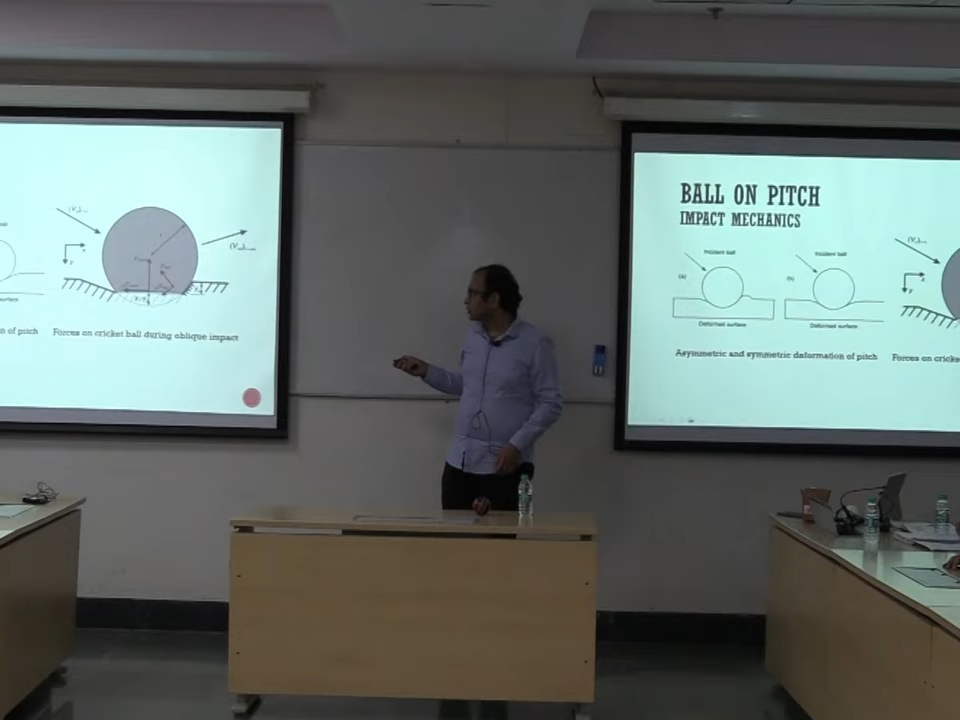 of pitch
Forces on cricket ball during oblique impact
BALL ON PITCH
IMPACT MECHANICS
Incident ball
Incident ball
(a)
(b)
Deformed surface
Deformed surface
Asymmetric and symmetric deformation of pitch
Forces on cricke